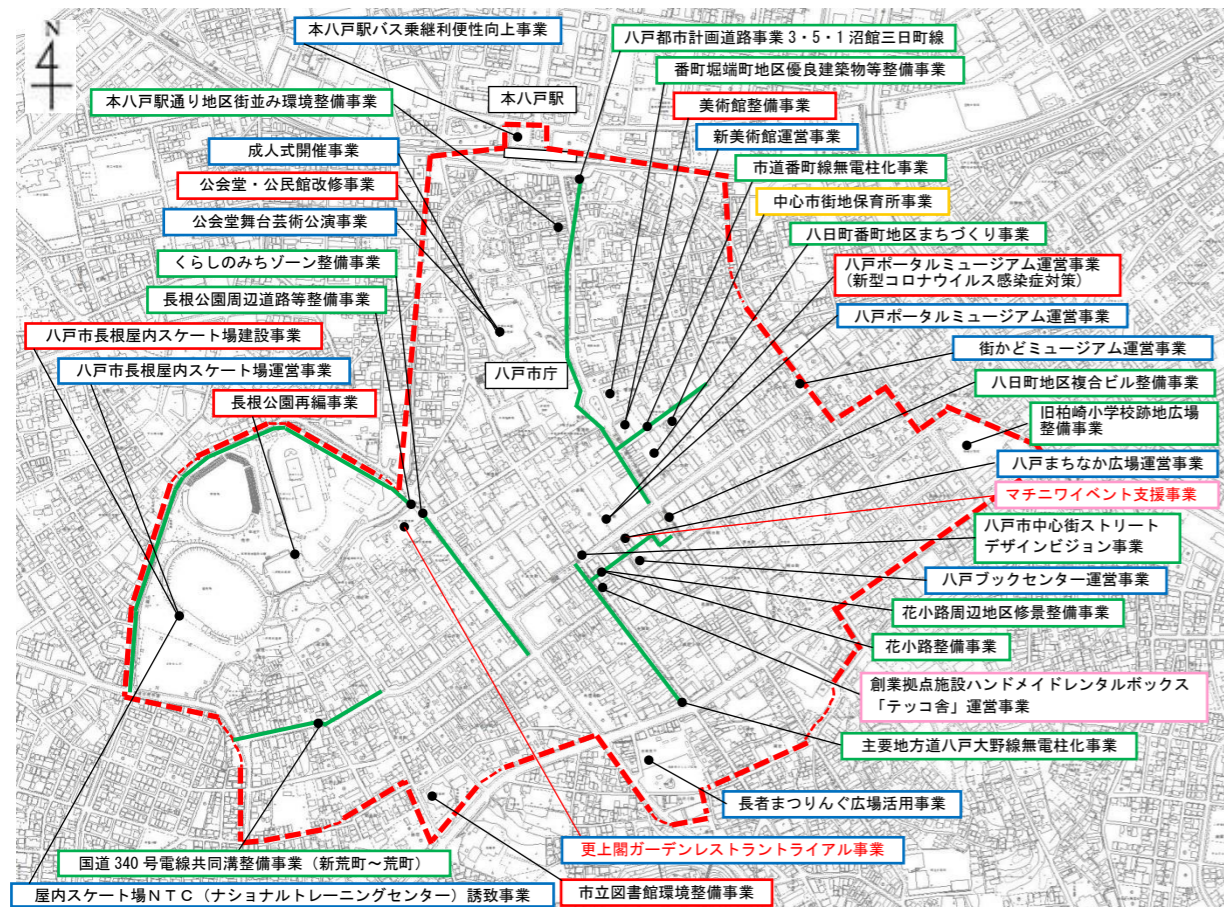 N
4
本八戸駅バス乗継利便性向上事業
八戸都市計画道路事業3・5・1沼館三日町線
番町堀端町地区優良建築物等整備事業
本八戸駅通り地区街並み環境整備事業
本八戸駅
美術館整備事業
新美術館運営事業
成人式開催事業
市道番町線無電柱化事業
公会堂・公民館改修事業
中心市街地保育所事業
公会堂舞台芸術公演事業
八日町番町地区まちづくり事業
くらしのみちゾーン整備事業
八戸ポータルミュージアム運営事業
(新型コロナウイルス感染症対策)
長根公園周辺道路等整備事業
八戸ポータルミュージアム運営事業
八戸市長根屋内スケート場建設事業
街かどミュージアム運営事業
八戸市長根屋内スケート場運営事業
八戸市庁
八日町地区複合ビル整備事業
長根公園再編事業
旧柏崎小学校跡地広場
整備事業
八戸まちなか広場運営事業
マチニワイベント支援事業
八戸市中心街ストリート
デザインビジョン事業
八戸ブックセンター運営事業
花小路周辺地区修景整備事業
花小路整備事業
創業拠点施設ハンドメイドレンタルボックス
「テッコ舎」運営事業
主要地方道八戸大野線無電柱化事業
長者まつりんぐ広場活用事業
更上閣ガーデンレストラントライアル事業
国道340号電線共同溝整備事業(新荒町~荒町)
市立図書館環境整備事業
屋内スケート場NTC(ナショナルトレーニングセンター)誘致事業